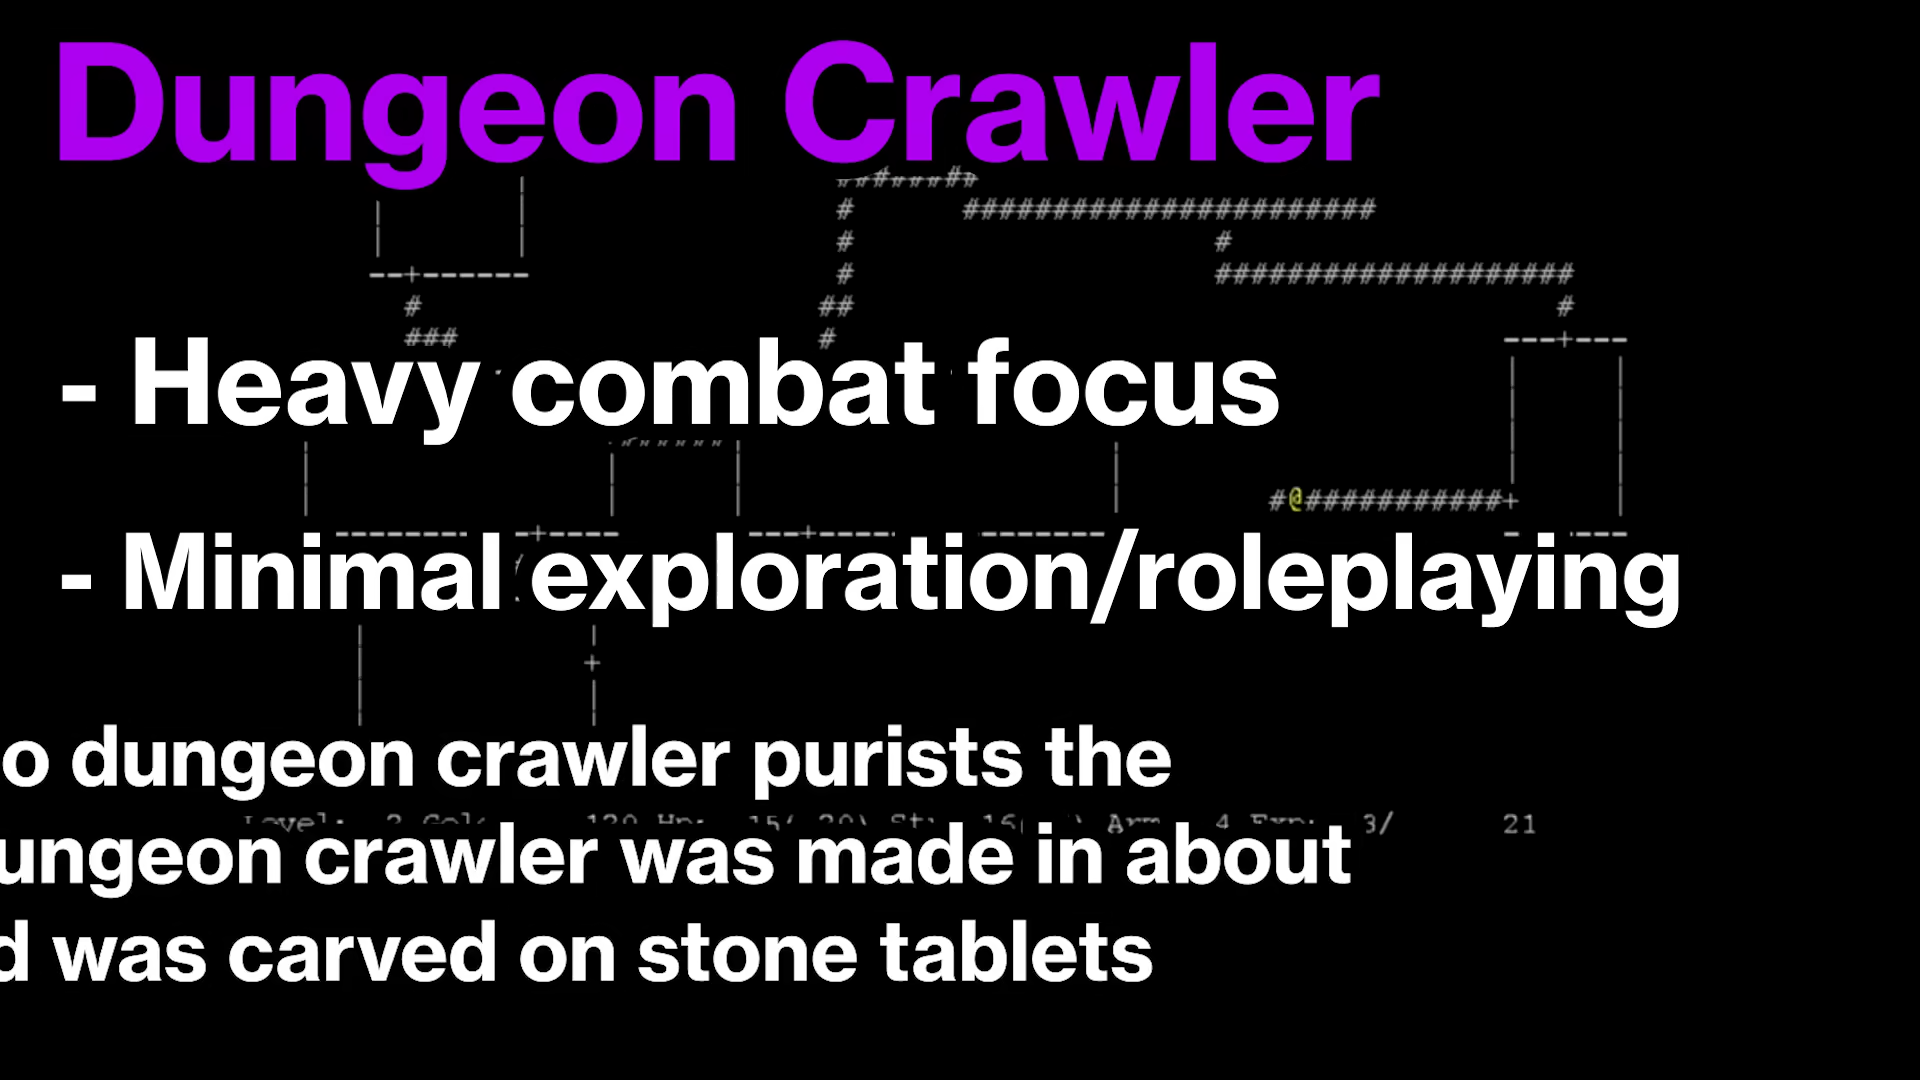 Dungeon Crawler
- Heavy combat focus
- Minimal exploration/roleplaying
o dungeon crawler purists the
ungeon crawler was made in about
21
d was carved on stone tablets